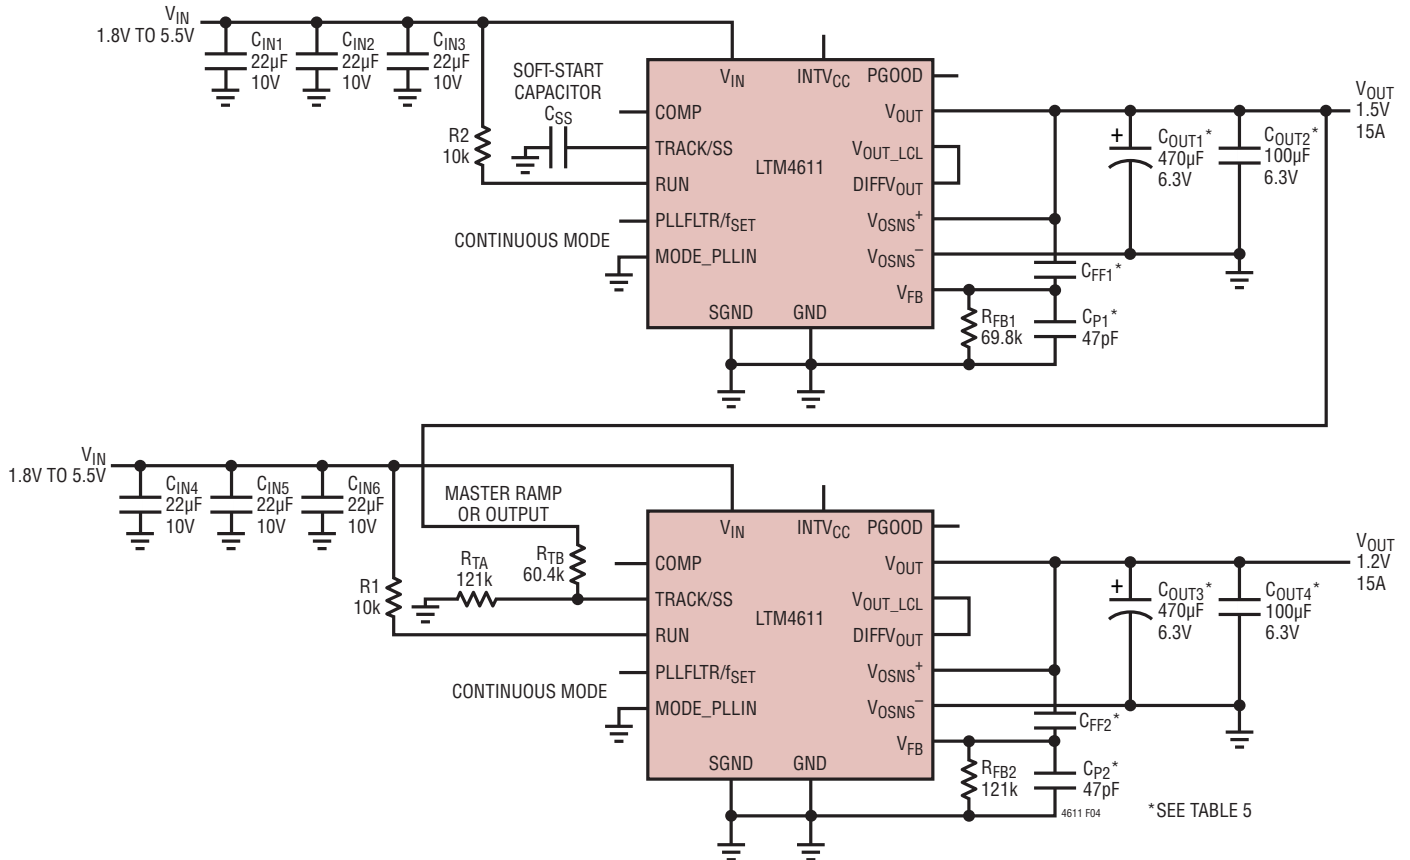 VIN
1.8V TO 5.5V
CIN1
22µF
10V
CIN2
22µF
10V
CIN3
22µF
10V
SOFT-START
CAPACITOR
CSS
R2
10k
VIN
INTVCC
PGOOD
COMP
VOUT
TRACK/SS
VOUT_LCL
LTM4611
RUN
DIFFVOUT
PLLFLTR/fSET
VOSNS+
CONTINUOUS MODE
MODE_PLLIN
VOSNS–
VFB
SGND
GND
CFF1*
RFB1
69.8k
CP1*
47pF
COUT1*
470µF
6.3V
+
COUT2*
100µF
6.3V
VOUT
1.5V
15A
VIN
1.8V TO 5.5V
CIN4
22µF
10V
CIN5
22µF
10V
CIN6
22µF
10V
MASTER RAMP
OR OUTPUT
RTA
121k
RTB
60.4k
R1
10k
VIN
INTVCC
PGOOD
COMP
VOUT
TRACK/SS
VOUT_LCL
LTM4611
RUN
DIFFVOUT
PLLFLTR/fSET
VOSNS+
CONTINUOUS MODE
MODE_PLLIN
VOSNS–
VFB
SGND
GND
CFF2*
RFB2
121k
CP2*
47pF
+
COUT3*
470µF
6.3V
COUT4*
100µF
6.3V
VOUT
1.2V
15A
4611 F04
*SEE TABLE 5